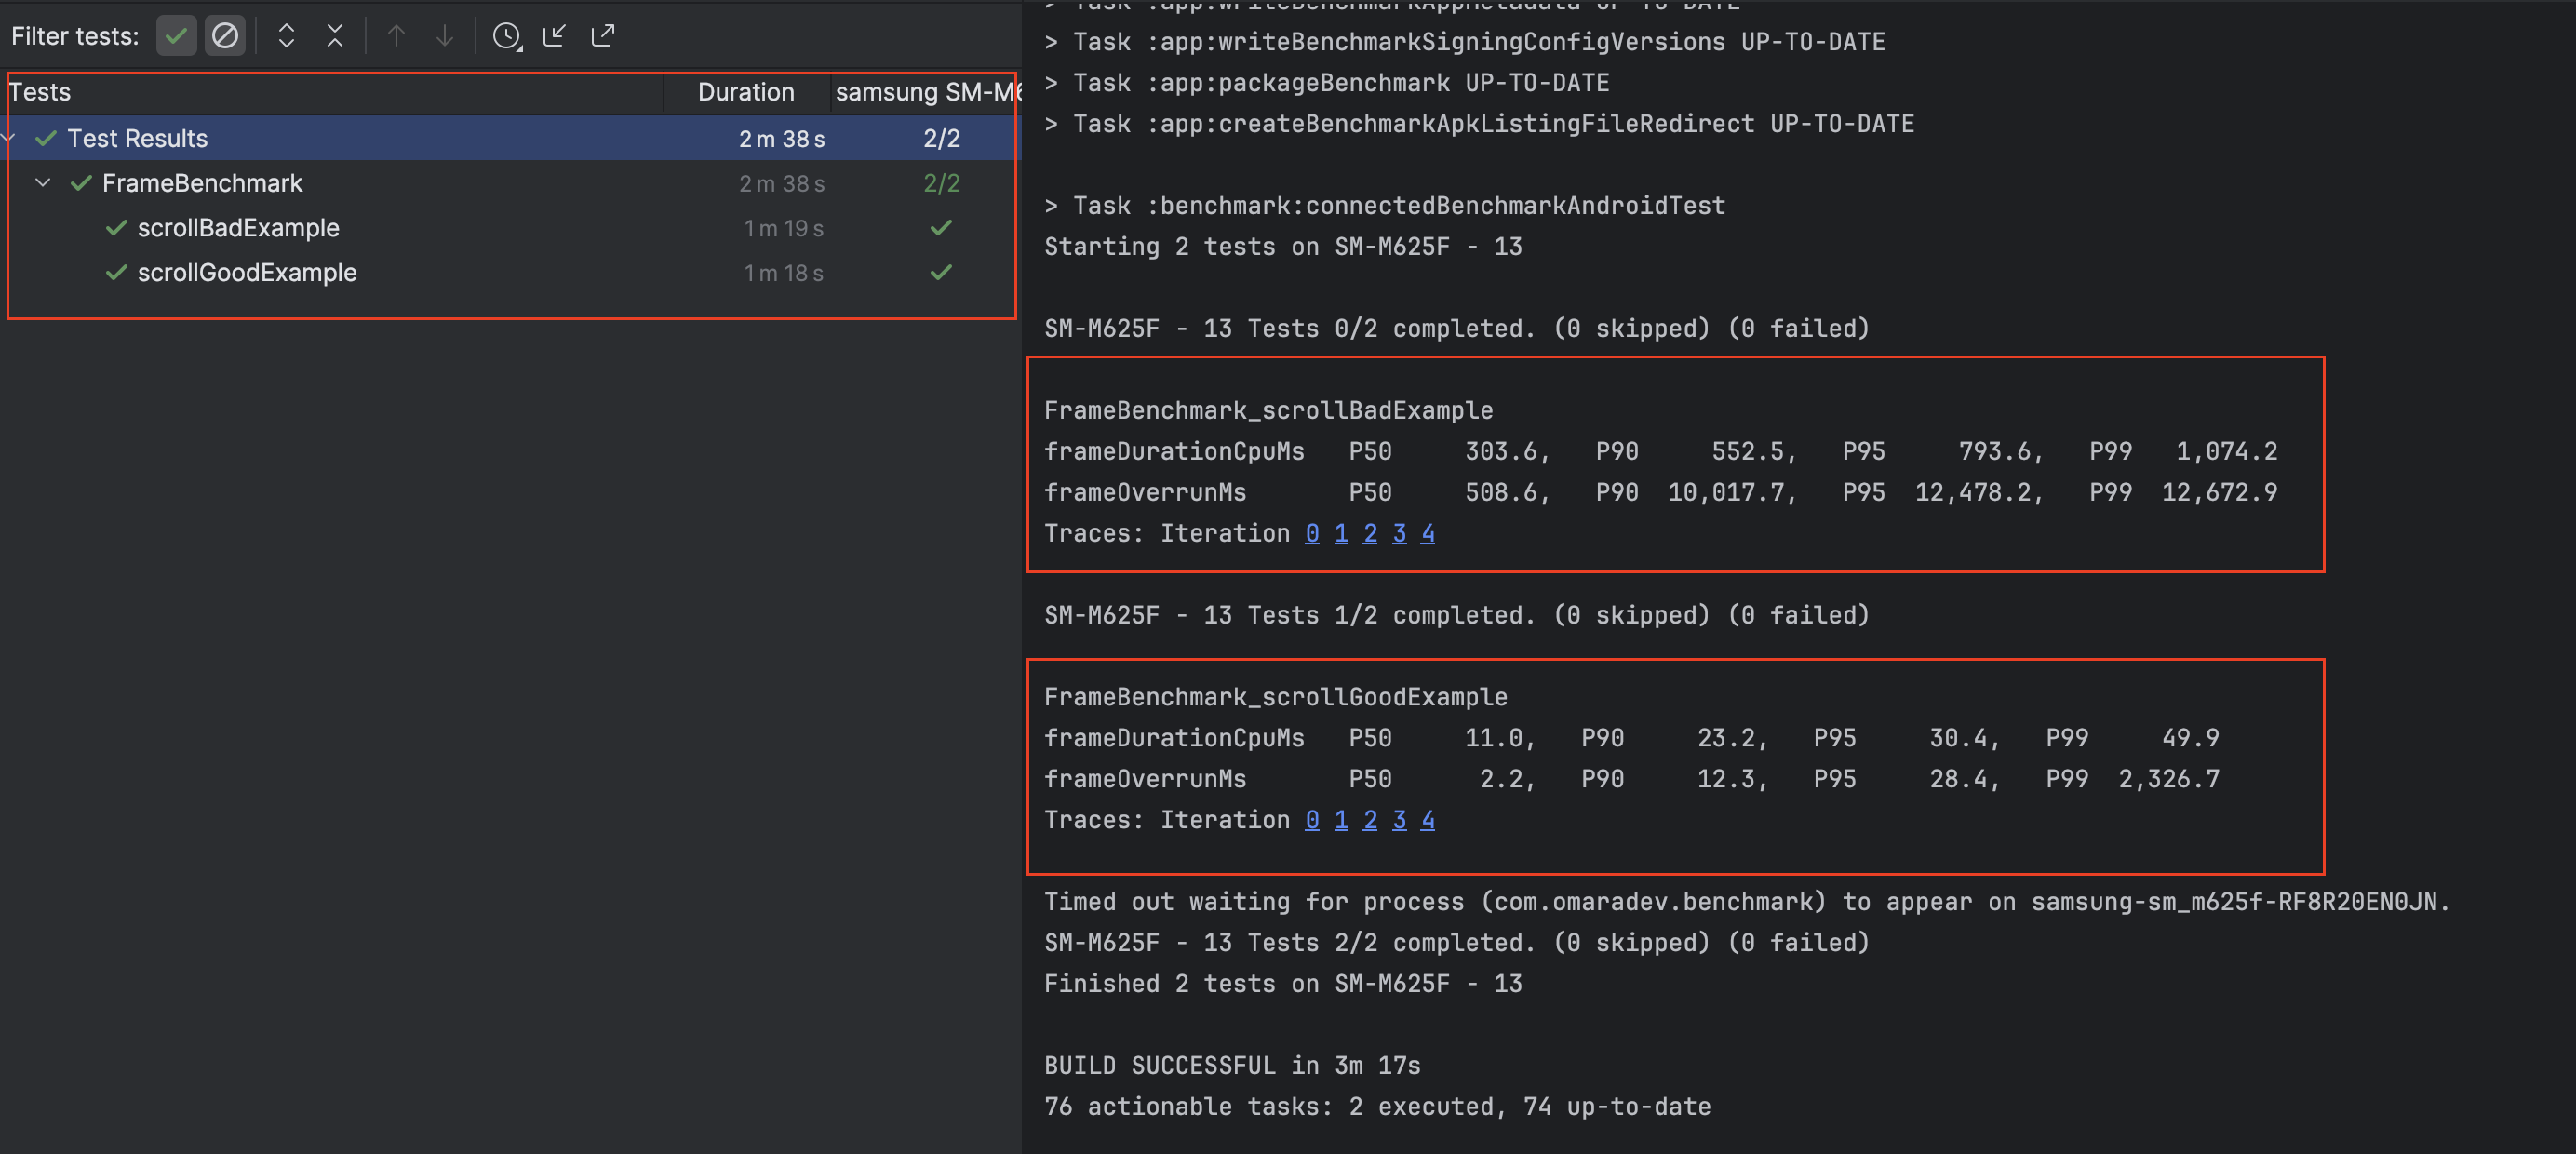 Filter tests:
Tests Duration samsung SM-M6
Test Results 2 m 38 s 2/2
FrameBenchmark 2 m 38 s 2/2
scrollBadExample 1 m 19 s
scrollGoodExample 1 m 18 s
> Task :app:writeBenchmarkAppMetadata UP-TO-DATE
> Task :app:writeBenchmarkSigningConfigVersions UP-TO-DATE
> Task :app:packageBenchmark UP-TO-DATE
> Task :app:createBenchmarkApkListingFileRedirect UP-TO-DATE
> Task :benchmark:connectedBenchmarkAndroidTest
Starting 2 tests on SM-M625F - 13
SM-M625F - 13 Tests 0/2 completed. (0 skipped) (0 failed)
FrameBenchmark_scrollBadExample
frameDurationCpuMs P50 303.6, P90 552.5, P95 793.6, P99 1,074.2
frameOverrunMs P50 508.6, P90 10,017.7, P95 12,478.2, P99 12,672.9
Traces: Iteration 0 1 2 3 4
SM-M625F - 13 Tests 1/2 completed. (0 skipped) (0 failed)
FrameBenchmark_scrollGoodExample
frameDurationCpuMs P50 11.0, P90 23.2, P95 30.4, P99 49.9
frameOverrunMs P50 2.2, P90 12.3, P95 28.4, P99 2,326.7
Traces: Iteration 0 1 2 3 4
Timed out waiting for process (com.omaradev.benchmark) to appear on samsung-sm_m625f-RF8R20EN0JN.
SM-M625F - 13 Tests 2/2 completed. (0 skipped) (0 failed)
Finished 2 tests on SM-M625F - 13
BUILD SUCCESSFUL in 3m 17s
76 actionable tasks: 2 executed, 74 up-to-date